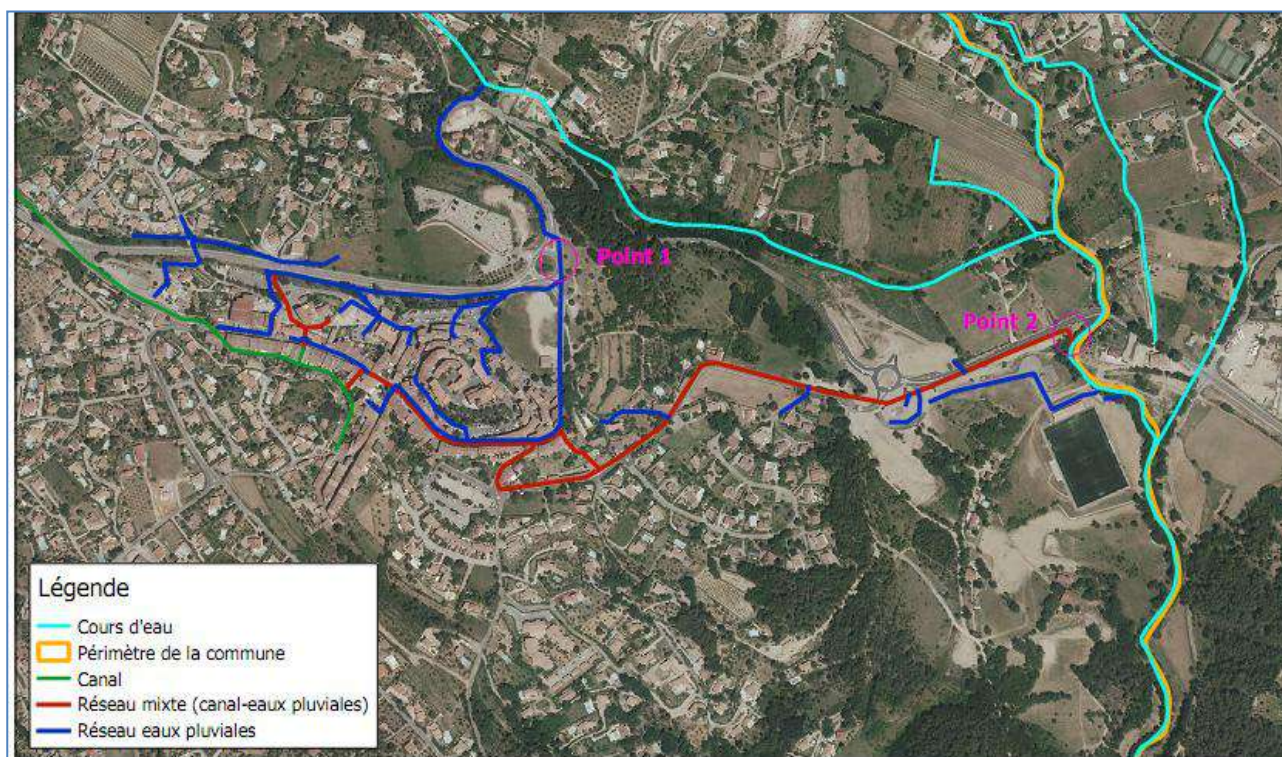 Point 1
Point 2
Légende
Cours d'eau
Périmètre de la commune
Canal
Réseau mixte (canal-eaux pluviales)
Réseau eaux pluviales